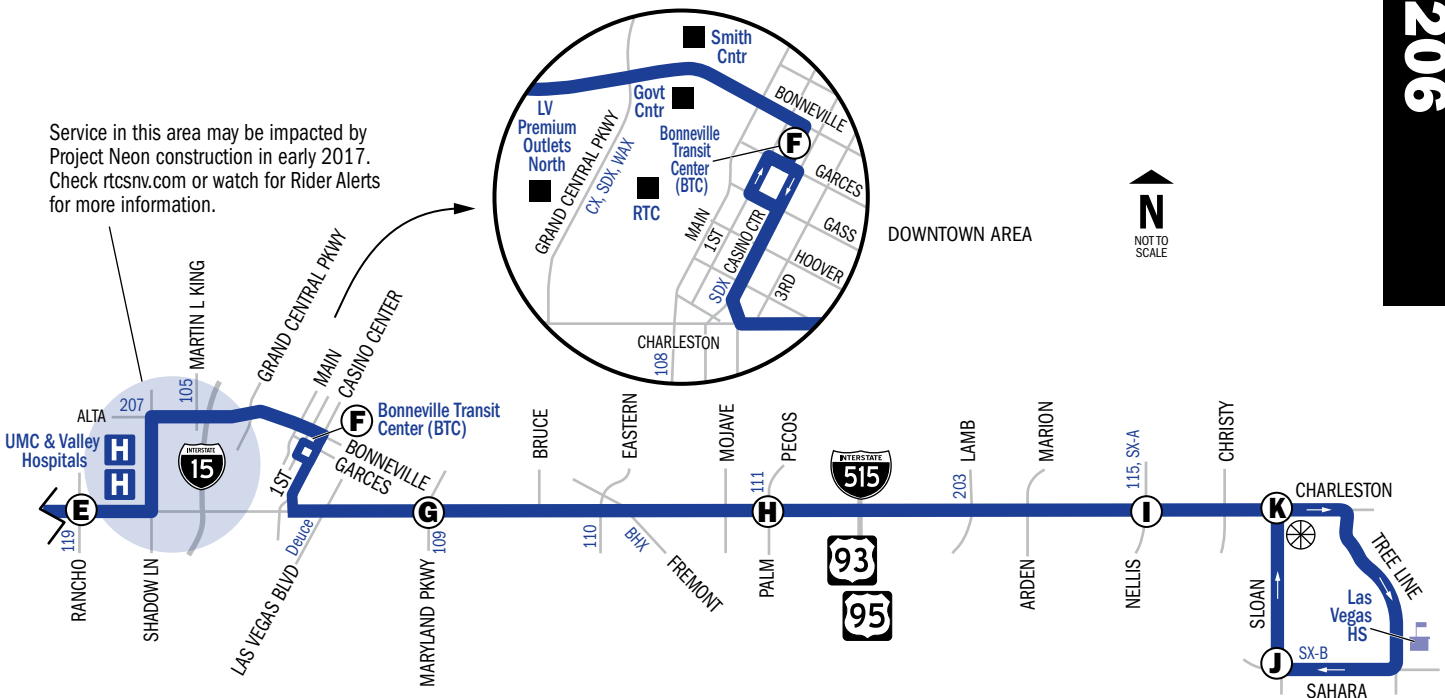 206
Service in this area may be impacted by
Project Neon construction in early 2017.
Check rtcsnv.com or watch for Rider Alerts
for more information.
Smith
Cntr
Govt
Cntr
LV
Premium
Outlets
North
Bonneville
Transit
Center
(BTC)
RTC
F
BONNEVILLE
GARCES
GASS
HOOVER
3RD
CASINO CTR
SDX
1ST
MAIN
GRAND CENTRAL PKWY
CX, SDX, WAX
CHARLESTON
108
DOWNTOWN AREA
N
NOT TO
SCALE
MARTIN L KING
105
GRAND CENTRAL PKWY
MAIN
CASINO CENTER
ALTA
207
UMC & Valley
Hospitals
H
H
INTERSTATE
15
F
Bonneville Transit
Center (BTC)
BONNEVILLE
GARCES
1ST
E
119
RANCHO
SHADOW LN
Deuce
LAS VEGAS BLVD
G
109
MARYLAND PKWY
BRUCE
EASTERN
110
BHX
FREMONT
MOJAVE
PECOS
111
H
PALM
INTERSTATE
515
93
95
LAMB
203
MARION
ARDEN
115, SX-A
I
NELLIS
CHRISTY
K
CHARLESTON
TREE LINE
SLOAN
Las
Vegas
HS
J
SX-B
SAHARA